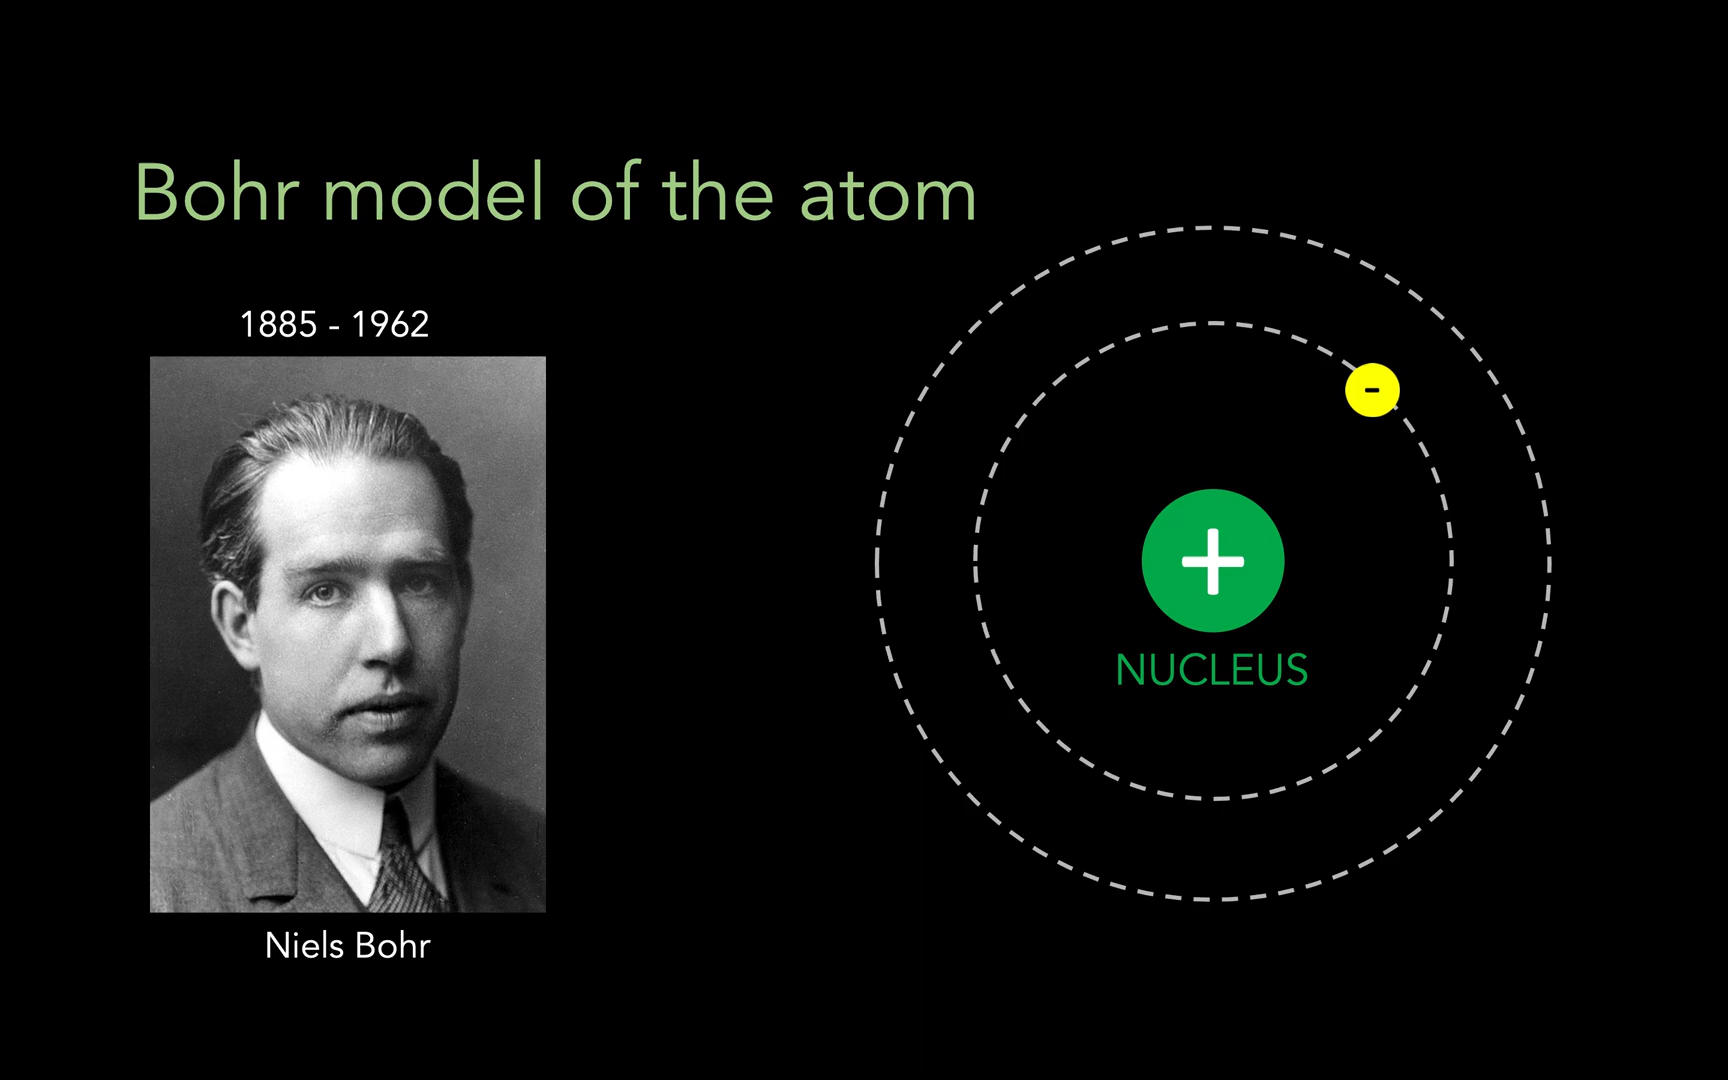 Bohr model of the atom
1885 - 1962
Niels Bohr
-
+
NUCLEUS